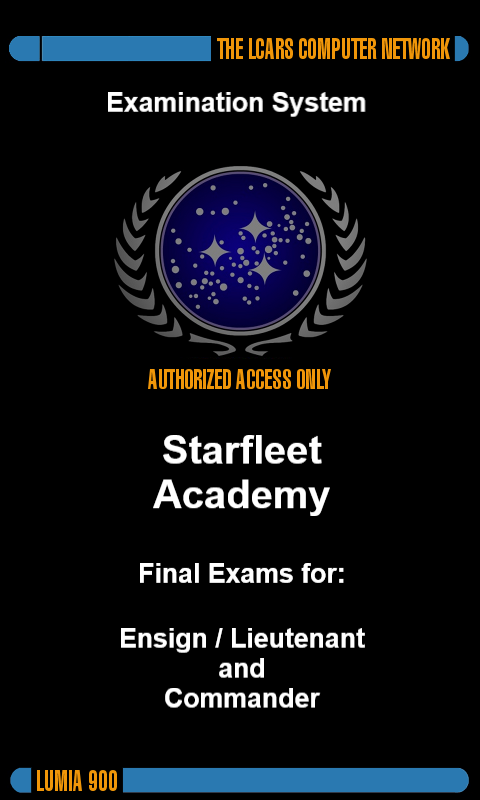 THE LCARS COMPUTER NETWORK
Examination System
AUTHORIZED ACCESS ONLY
Starfleet
Academy
Final Exams for:
Ensign / Lieutenant
and
Commander
LUMIA 900